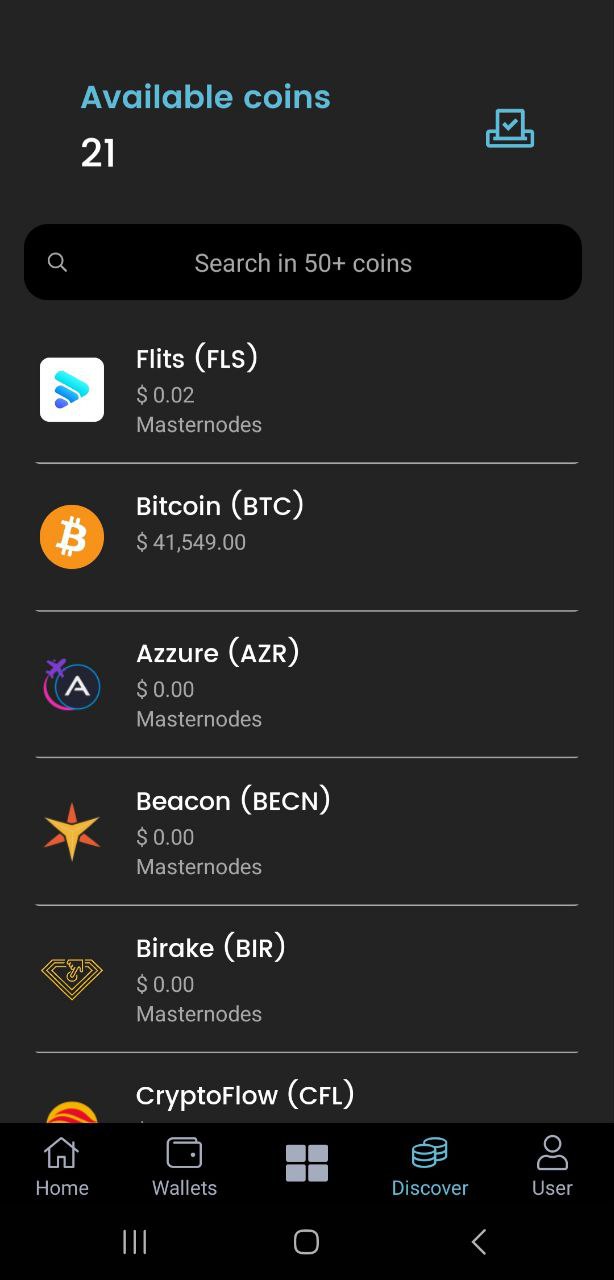 Available coins
21
Search in 50+ coins
Flits (FLS)
$ 0.02
Masternodes
Bitcoin (BTC)
$ 41,549.00
Azzure (AZR)
$ 0.00
Masternodes
Beacon (BECN)
$ 0.00
Masternodes
Birake (BIR)
$ 0.00
Masternodes
CryptoFlow (CFL)
Home
Wallets
Discover
User